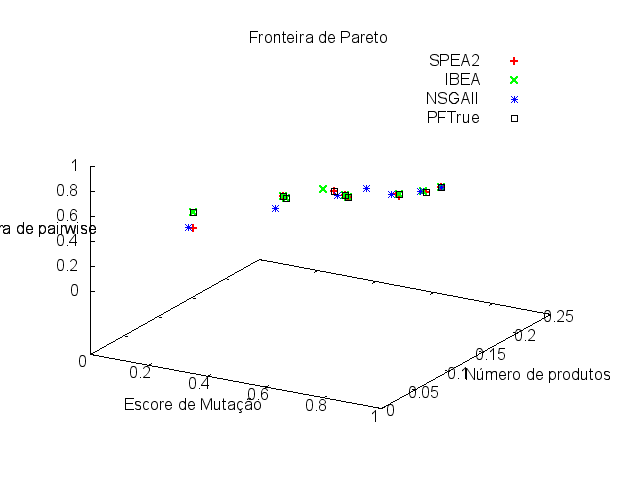 Fronteira de Pareto
SPEA2
IBEA
NSGAII
PFTrue
1
0.8
0.6
ra de pairwise
0.4
0.2
0
0
0.2
0.4
0.6
0.8
1
Escore de Mutação
0
0.05
0.1
0.15
0.2
0.25
Número de produtos